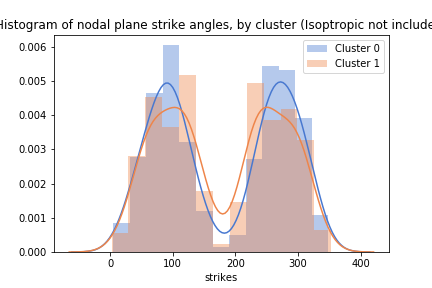 Histogram of nodal plane strike angles, by cluster (Isoptropic not include
0.006
0.005
0.004
0.003
0.002
0.001
0.000
Cluster 0
Cluster 1
0 100 200 300 400
strikes